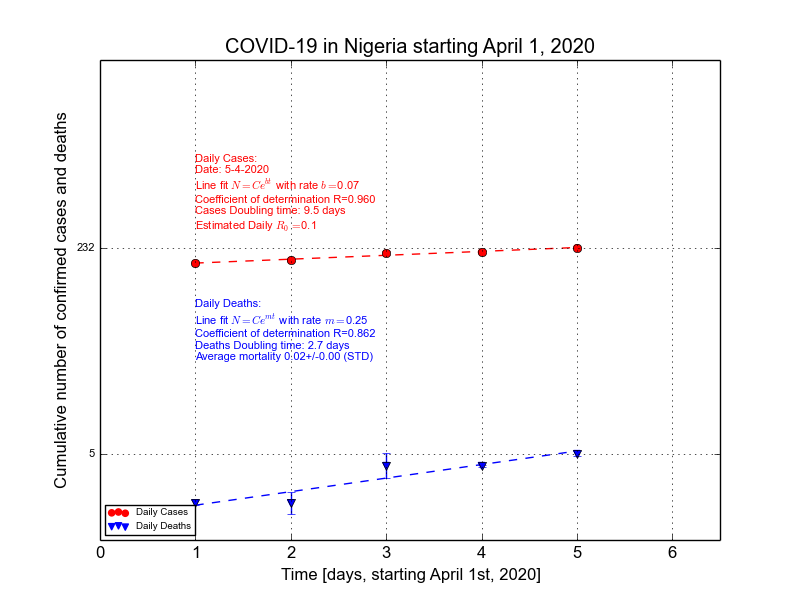 COVID-19 in Nigeria starting April 1, 2020
Cumulative number of confirmed cases and deaths
Daily Cases:
Date: 5-4-2020
Line fit N = Ce^{bt} with rate b =0.07
Coefficient of determination R=0.960
Cases Doubling time: 9.5 days
Estimated Daily R_0 =0.1
232
Daily Deaths:
Line fit N = Ce^{mt} with rate m =0.25
Coefficient of determination R=0.862
Deaths Doubling time: 2.7 days
Average mortality 0.02+/-0.00 (STD)
5
Daily Cases
Daily Deaths
0 1 2 3 4 5 6
Time [days, starting April 1st, 2020]